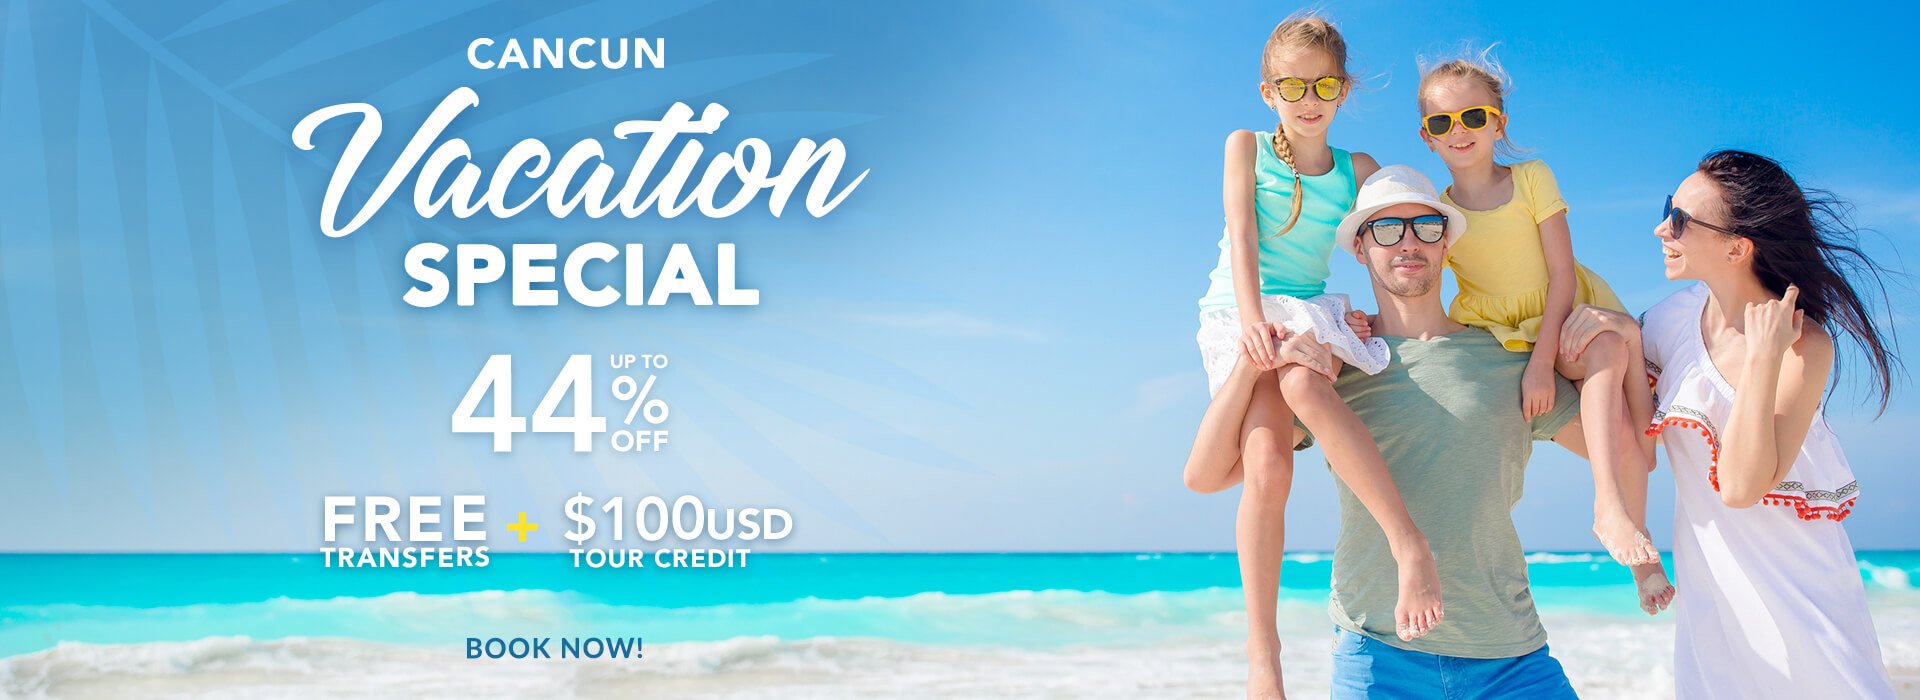 CANCUN
Vacation
SPECIAL
44 UP TO % OFF
FREE + $100USD
TRANSFERS TOUR CREDIT
BOOK NOW!